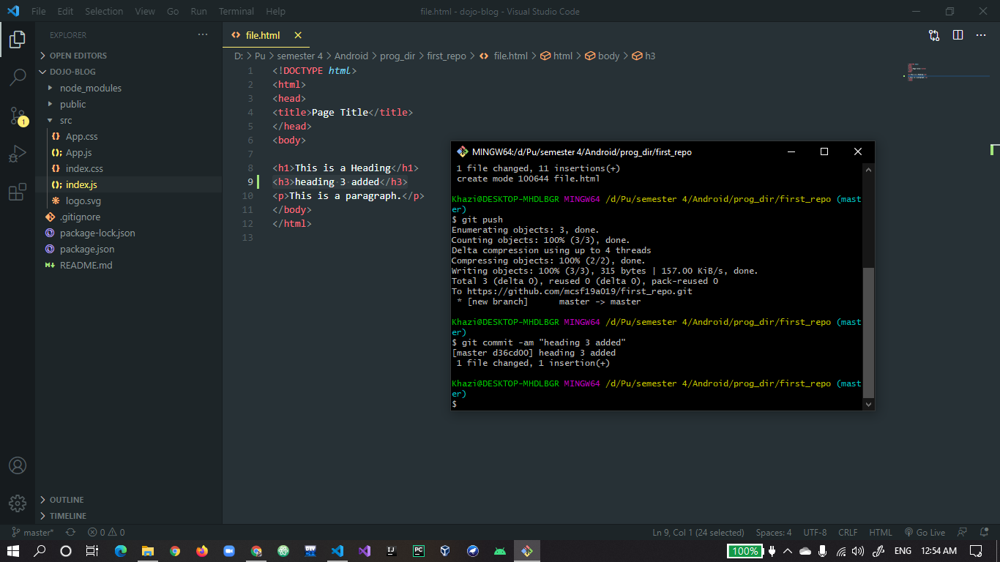 File Edit Selection View Go Run Terminal Help
file.html - dojo-blog - Visual Studio Code
EXPLORER
OPEN EDITORS
DOJO-BLOG
node_modules
public
src
App.css
App.js
index.css
index.js
logo.svg
.gitignore
package-lock.json
package.json
README.md
OUTLINE
TIMELINE
1
file.html
D: > Pu > semester 4 > Android > prog_dir > first_repo > file.html > html > body > h3
1 <!DOCTYPE html>
2 <html>
3 <head>
4 <title>Page Title</title>
5 </head>
6 <body>
7
8 <h1>This is a Heading</h1>
9 <h3>heading·3·added</h3>
10 <p>This is a paragraph.</p>
11 </body>
12 </html>
13
MINGW64:/d/Pu/semester 4/Android/prog_dir/first_repo
1 file changed, 11 insertions(+)
create mode 100644 file.html
Khazi@DESKTOP-MHDLBGR MINGW64 /d/Pu/semester 4/Android/prog_dir/first_repo (mast
er)
$ git push
Enumerating objects: 3, done.
Counting objects: 100% (3/3), done.
Delta compression using up to 4 threads
Compressing objects: 100% (2/2), done.
Writing objects: 100% (3/3), 315 bytes | 157.00 KiB/s, done.
Total 3 (delta 0), reused 0 (delta 0), pack-reused 0
To https://github.com/mcsf19a019/first_repo.git
* [new branch] master -> master
Khazi@DESKTOP-MHDLBGR MINGW64 /d/Pu/semester 4/Android/prog_dir/first_repo (mast
er)
$ git commit -am "heading 3 added"
[master d36cd00] heading 3 added
1 file changed, 1 insertion(+)
Khazi@DESKTOP-MHDLBGR MINGW64 /d/Pu/semester 4/Android/prog_dir/first_repo (mast
er)
$
master* 0 0
Ln 9, Col 1 (24 selected) Spaces: 4 UTF-8 CRLF HTML Go Live
100% ENG 12:54 AM